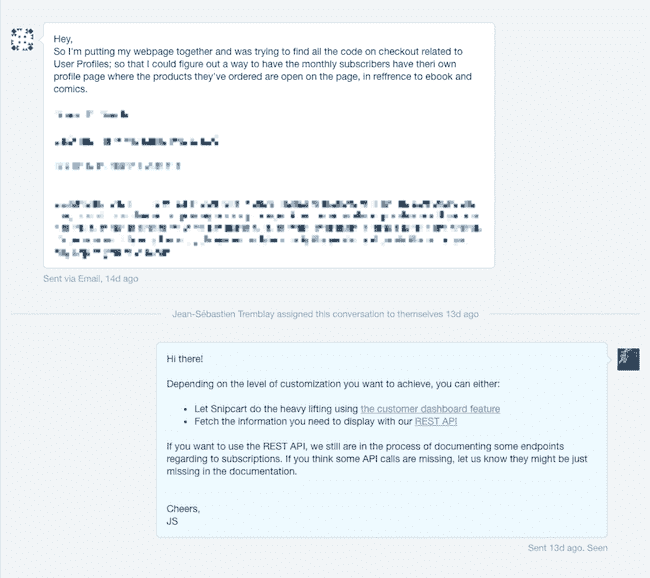 Hey,
So I'm putting my webpage together and was trying to find all the code on checkout related to
User Profiles; so that I could figure out a way to have the monthly subscribers have theri own
profile page where the products they've ordered are open on the page, in reffrence to ebook and
comics.
Sent via Email, 14d ago
Jean-Sébastien Tremblay assigned this conversation to themselves 13d ago
Hi there!
Depending on the level of customization you want to achieve, you can either:
• Let Snipcart do the heavy lifting using the customer dashboard feature
• Fetch the information you need to display with our REST API
If you want to use the REST API, we still are in the process of documenting some endpoints
regarding to subscriptions. If you think some API calls are missing, let us know they might be just
missing in the documentation.
Cheers,
JS
Sent 13d ago. Seen